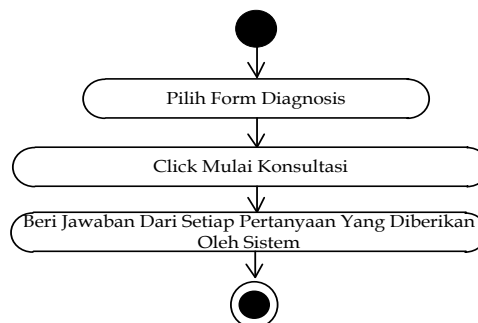 Pilih Form Diagnosis
Click Mulai Konsultasi
Beri Jawaban Dari Setiap Pertanyaan Yang Diberikan
Oleh Sistem